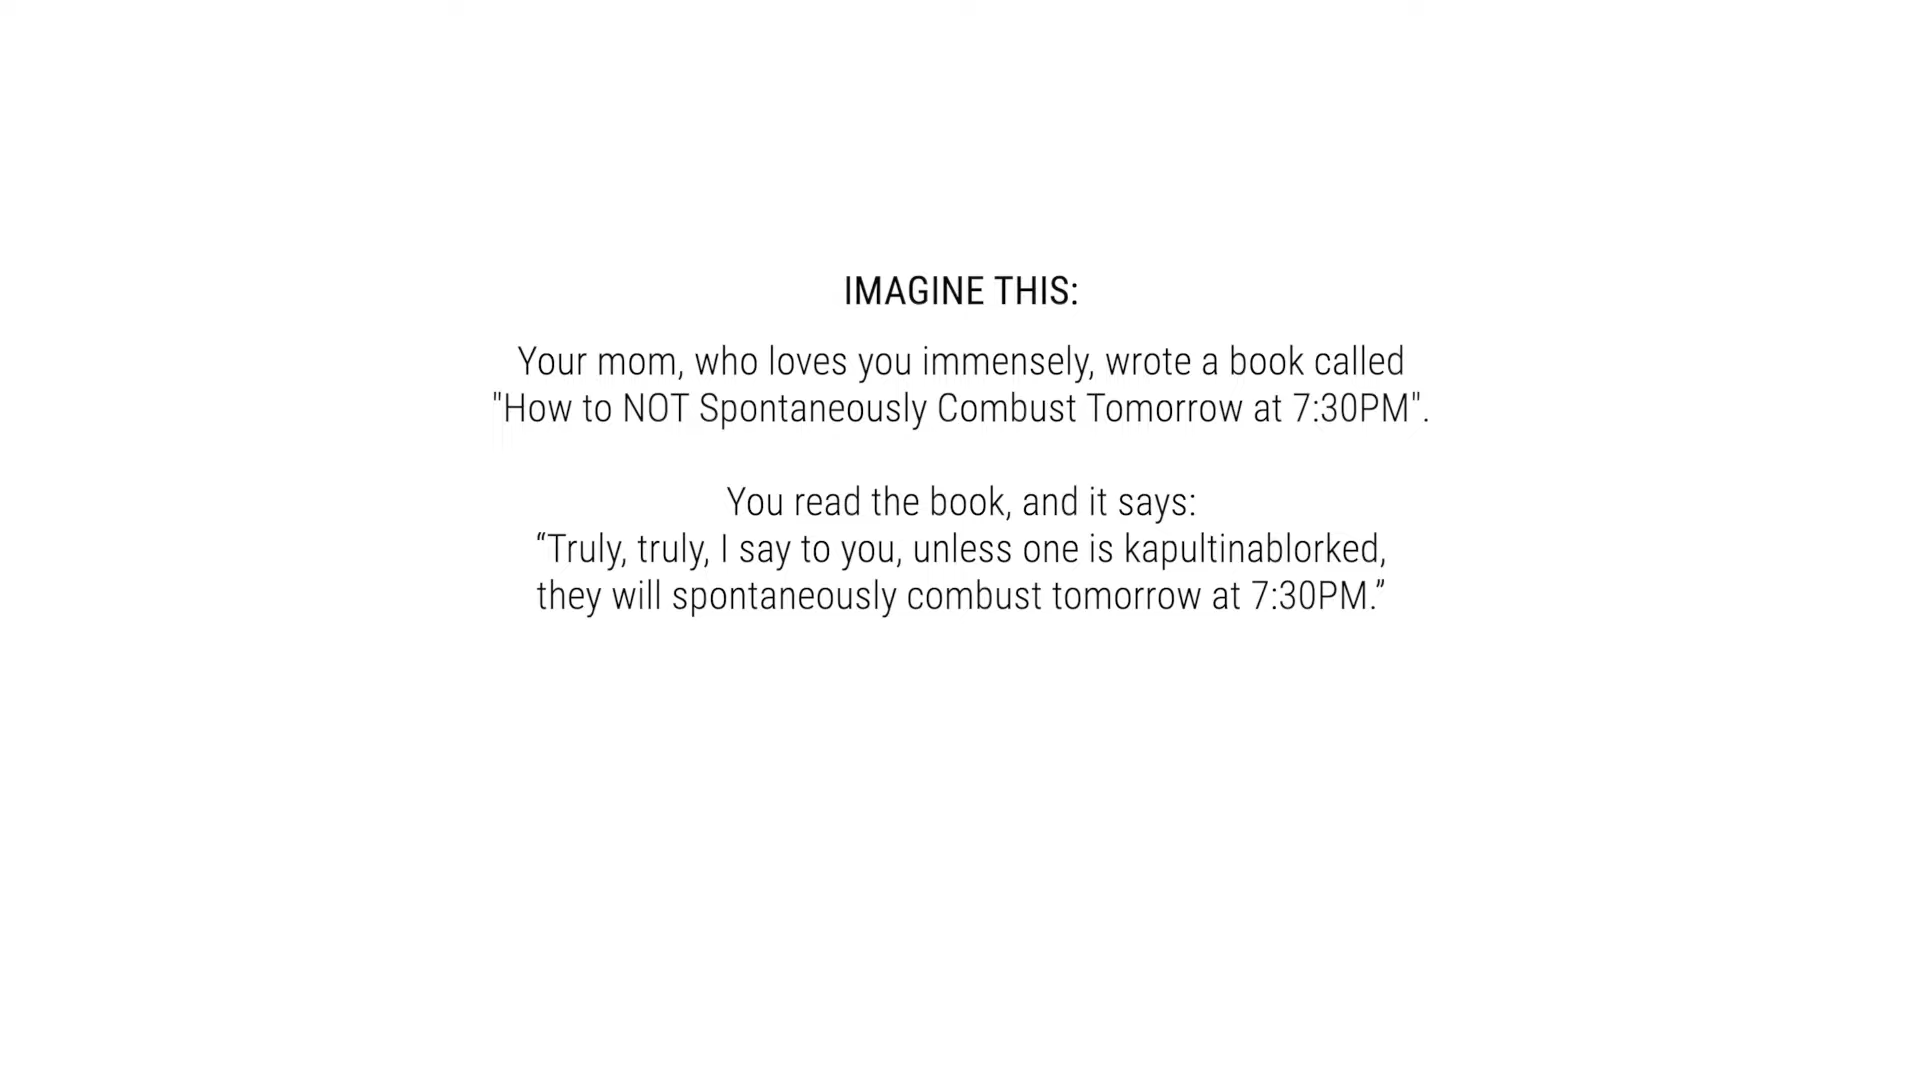 IMAGINE THIS:
Your mom, who loves you immensely, wrote a book called
"How to NOT Spontaneously Combust Tomorrow at 7:30PM".
You read the book, and it says:
“Truly, truly, I say to you, unless one is kapultinablorked,
they will spontaneously combust tomorrow at 7:30PM.”